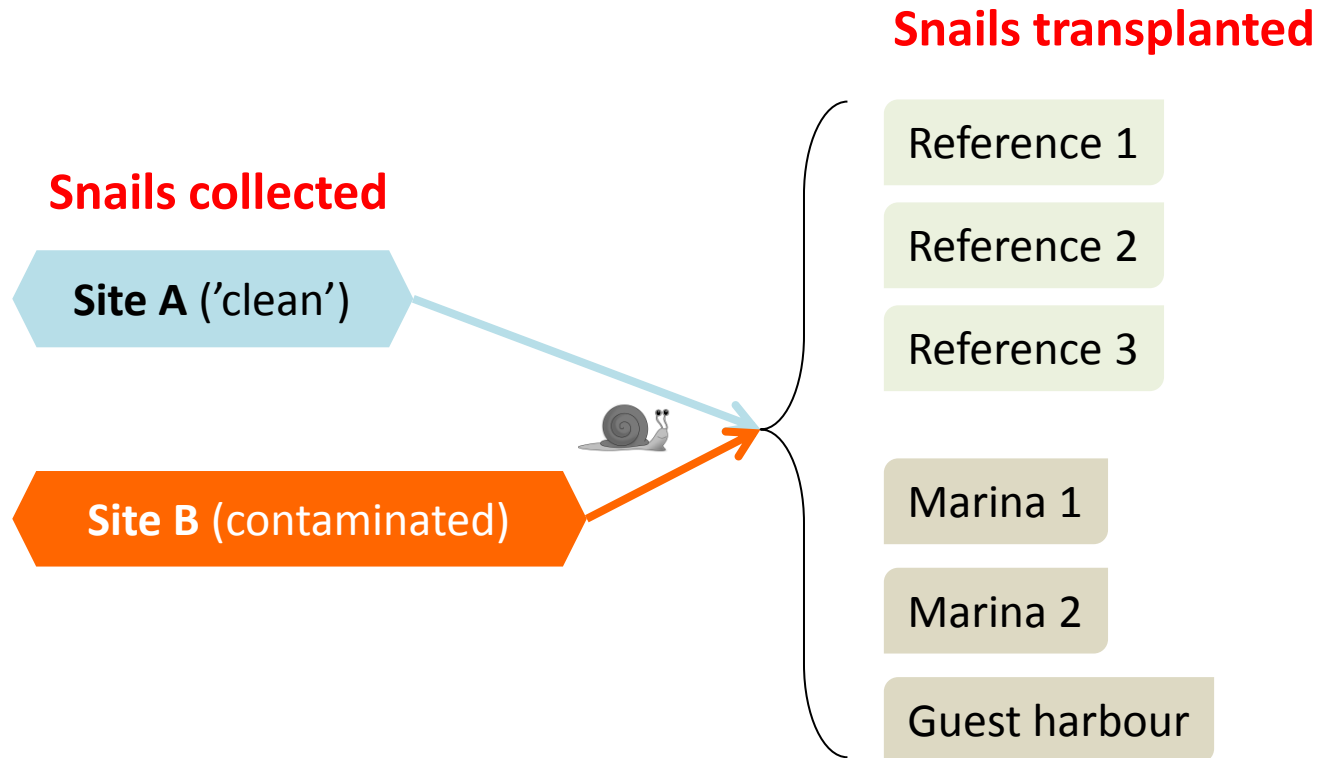 Snails transplanted
Snails collected
Site A (’clean’)
Site B (contaminated)
Reference 1
Reference 2
Reference 3
Marina 1
Marina 2
Guest harbour